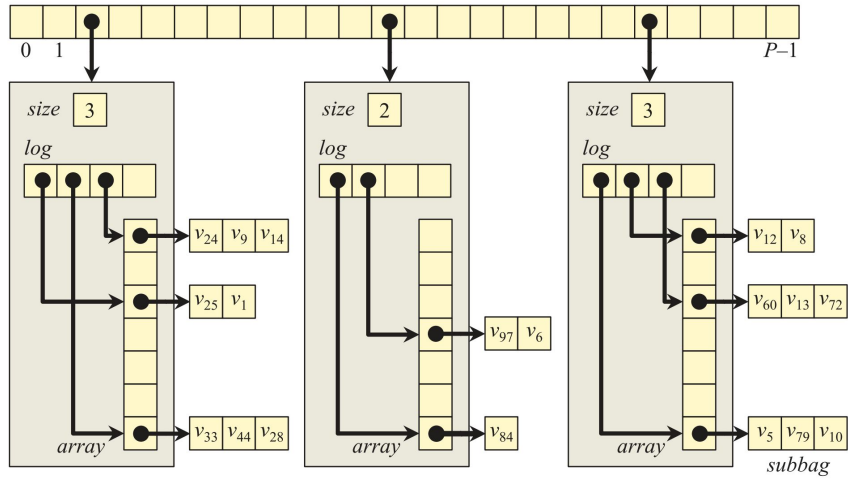 0 1 P–1
size 3 size 2 size 3
log log log
v24 v9 v14 v12 v8
v25 v1 v60 v13 v72
v97 v6
v33 v44 v28 v84 v5 v79 v10
array array array
subbag